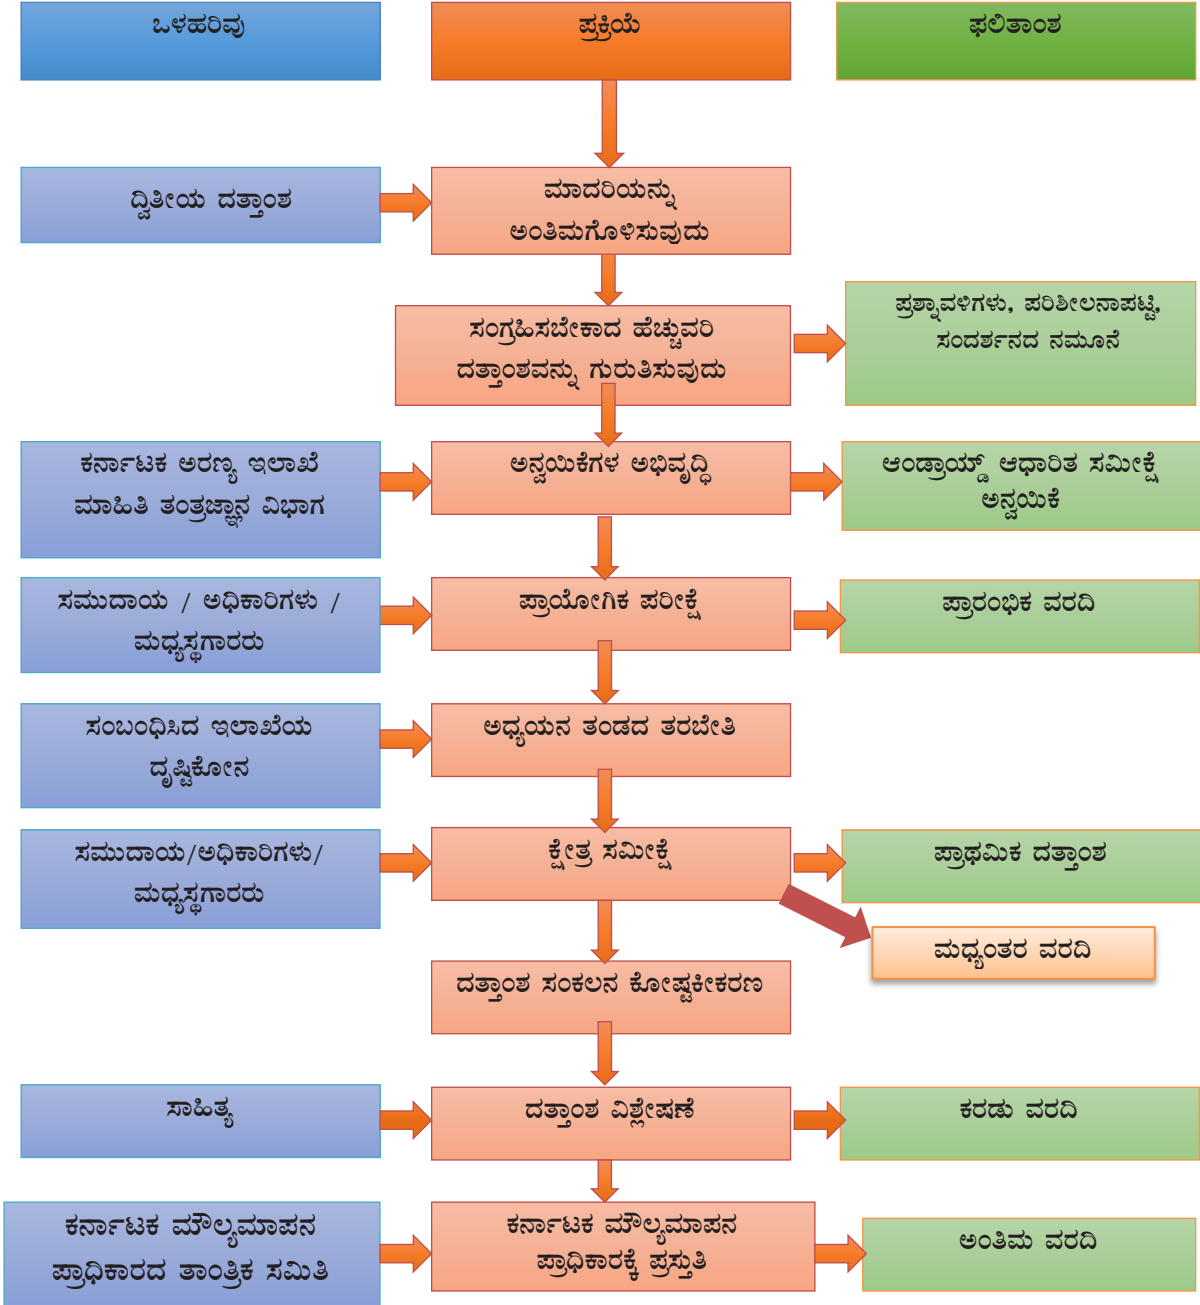 ಒಳಹರಿವು
ಪ್ರಕ್ರಿಯೆ
ಫಲಿತಾಂಶ
ದ್ವಿತೀಯ ದತ್ತಾಂಶ
ಮಾದರಿಯನ್ನು
ಅಂತಿಮಗೊಳಿಸುವುದು
ಸಂಗ್ರಹಿಸಬೇಕಾದ ಹೆಚ್ಚುವರಿ
ದತ್ತಾಂಶವನ್ನು ಗುರುತಿಸುವುದು
ಪ್ರಶ್ನಾವಳಿಗಳು, ಪರಿಶೀಲನಾಪಟ್ಟಿ,
ಸಂದರ್ಶನದ ನಮೂನೆ
ಕರ್ನಾಟಕ ಅರಣ್ಯ ಇಲಾಖೆ
ಮಾಹಿತಿ ತಂತ್ರಜ್ಞಾನ ವಿಭಾಗ
ಅನ್ವಯಿಕೆಗಳ ಅಭಿವೃದ್ಧಿ
ಆಂಡ್ರಾಯ್ಡ್ ಆಧಾರಿತ ಸಮೀಕ್ಷೆ
ಅನ್ವಯಿಕೆ
ಸಮುದಾಯ / ಅಧಿಕಾರಿಗಳು /
ಮಧ್ಯಸ್ಥಗಾರರು
ಪ್ರಾಯೋಗಿಕ ಪರೀಕ್ಷೆ
ಪ್ರಾರಂಭಿಕ ವರದಿ
ಸಂಬಂಧಿಸಿದ ಇಲಾಖೆಯ
ದೃಷ್ಟಿಕೋನ
ಅಧ್ಯಯನ ತಂಡದ ತರಬೇತಿ
ಸಮುದಾಯ/ಅಧಿಕಾರಿಗಳು/
ಮಧ್ಯಸ್ಥಗಾರರು
ಕ್ಷೇತ್ರ ಸಮೀಕ್ಷೆ
ಪ್ರಾಥಮಿಕ ದತ್ತಾಂಶ
ಮಧ್ಯಂತರ ವರದಿ
ದತ್ತಾಂಶ ಸಂಕಲನ ಕೋಷ್ಟಕೀಕರಣ
ಸಾಹಿತ್ಯ
ದತ್ತಾಂಶ ವಿಶ್ಲೇಷಣೆ
ಕರಡು ವರದಿ
ಕರ್ನಾಟಕ ಮೌಲ್ಯಮಾಪನ
ಪ್ರಾಧಿಕಾರದ ತಾಂತ್ರಿಕ ಸಮಿತಿ
ಕರ್ನಾಟಕ ಮೌಲ್ಯಮಾಪನ
ಪ್ರಾಧಿಕಾರಕ್ಕೆ ಪ್ರಸ್ತುತಿ
ಅಂತಿಮ ವರದಿ